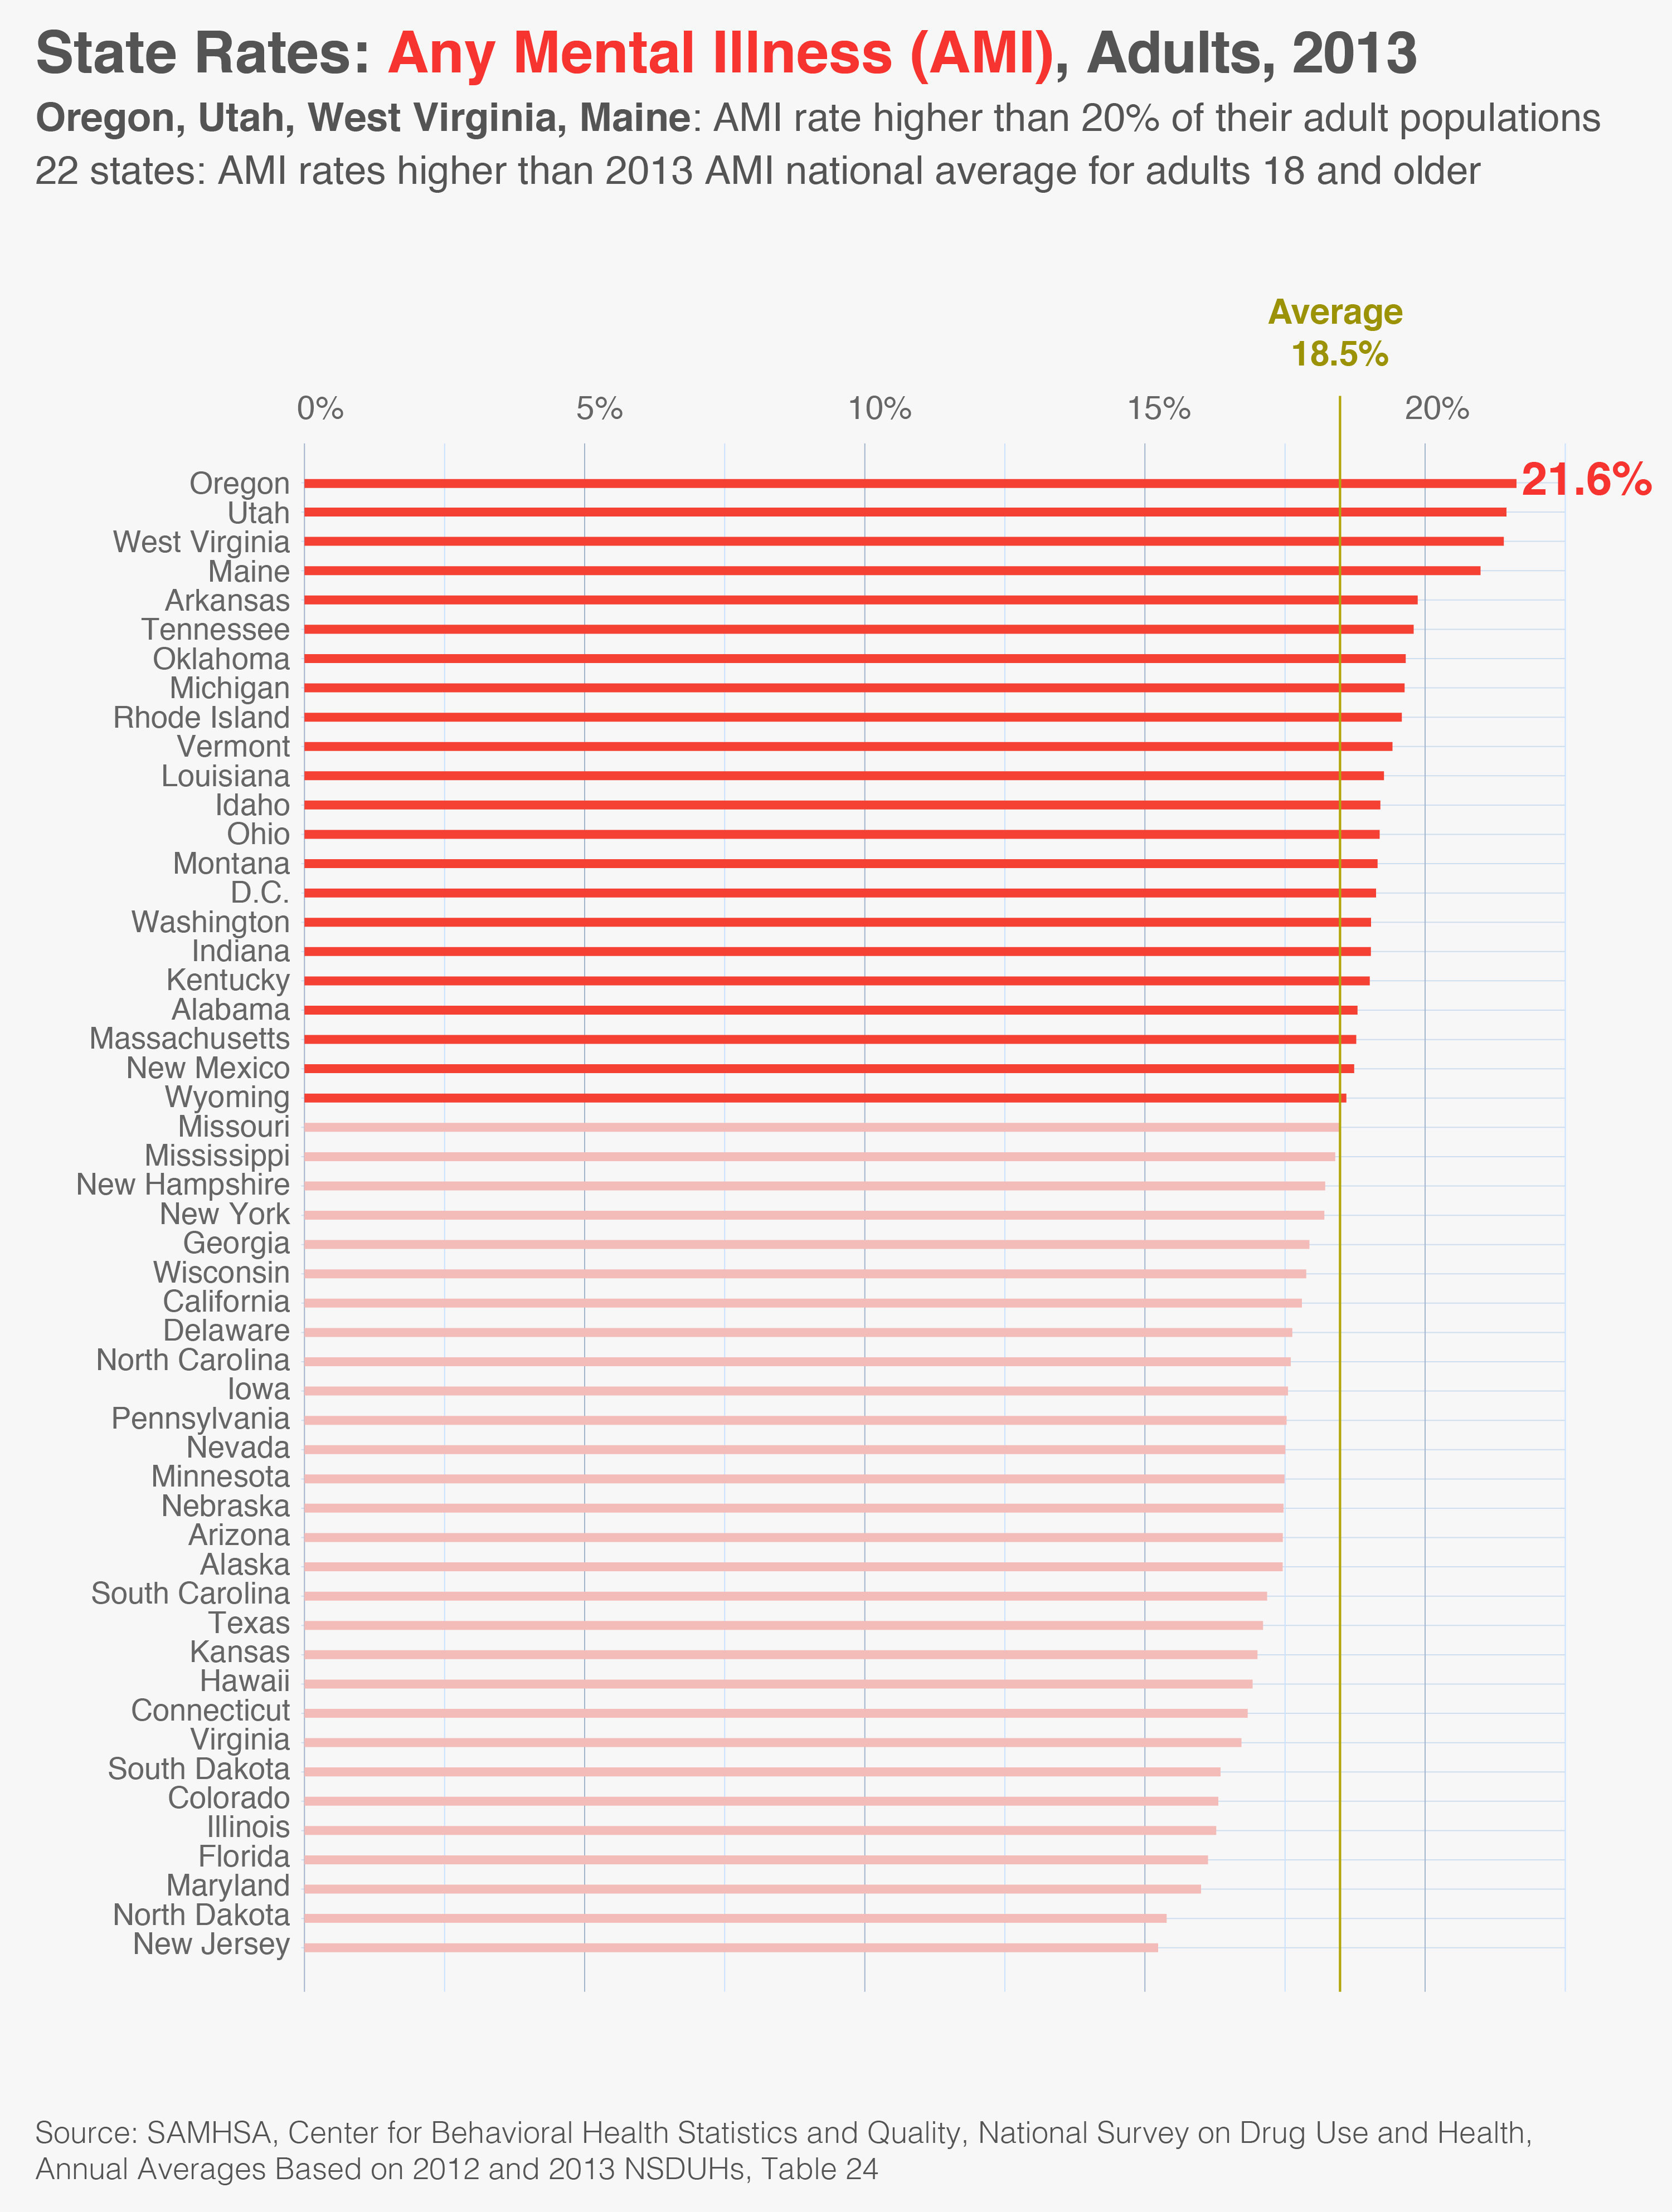 State Rates: Any Mental Illness (AMI), Adults, 2013
Oregon, Utah, West Virginia, Maine: AMI rate higher than 20% of their adult populations
22 states: AMI rates higher than 2013 AMI national average for adults 18 and older
Average
18.5%
0% 5% 10% 15% 20%
Oregon 21.6%
Utah
West Virginia
Maine
Arkansas
Tennessee
Oklahoma
Michigan
Rhode Island
Vermont
Louisiana
Idaho
Ohio
Montana
D.C.
Washington
Indiana
Kentucky
Alabama
Massachusetts
New Mexico
Wyoming
Missouri
Mississippi
New Hampshire
New York
Georgia
Wisconsin
California
Delaware
North Carolina
Iowa
Pennsylvania
Nevada
Minnesota
Nebraska
Arizona
Alaska
South Carolina
Texas
Kansas
Hawaii
Connecticut
Virginia
South Dakota
Colorado
Illinois
Florida
Maryland
North Dakota
New Jersey
Source: SAMHSA, Center for Behavioral Health Statistics and Quality, National Survey on Drug Use and Health,
Annual Averages Based on 2012 and 2013 NSDUHs, Table 24